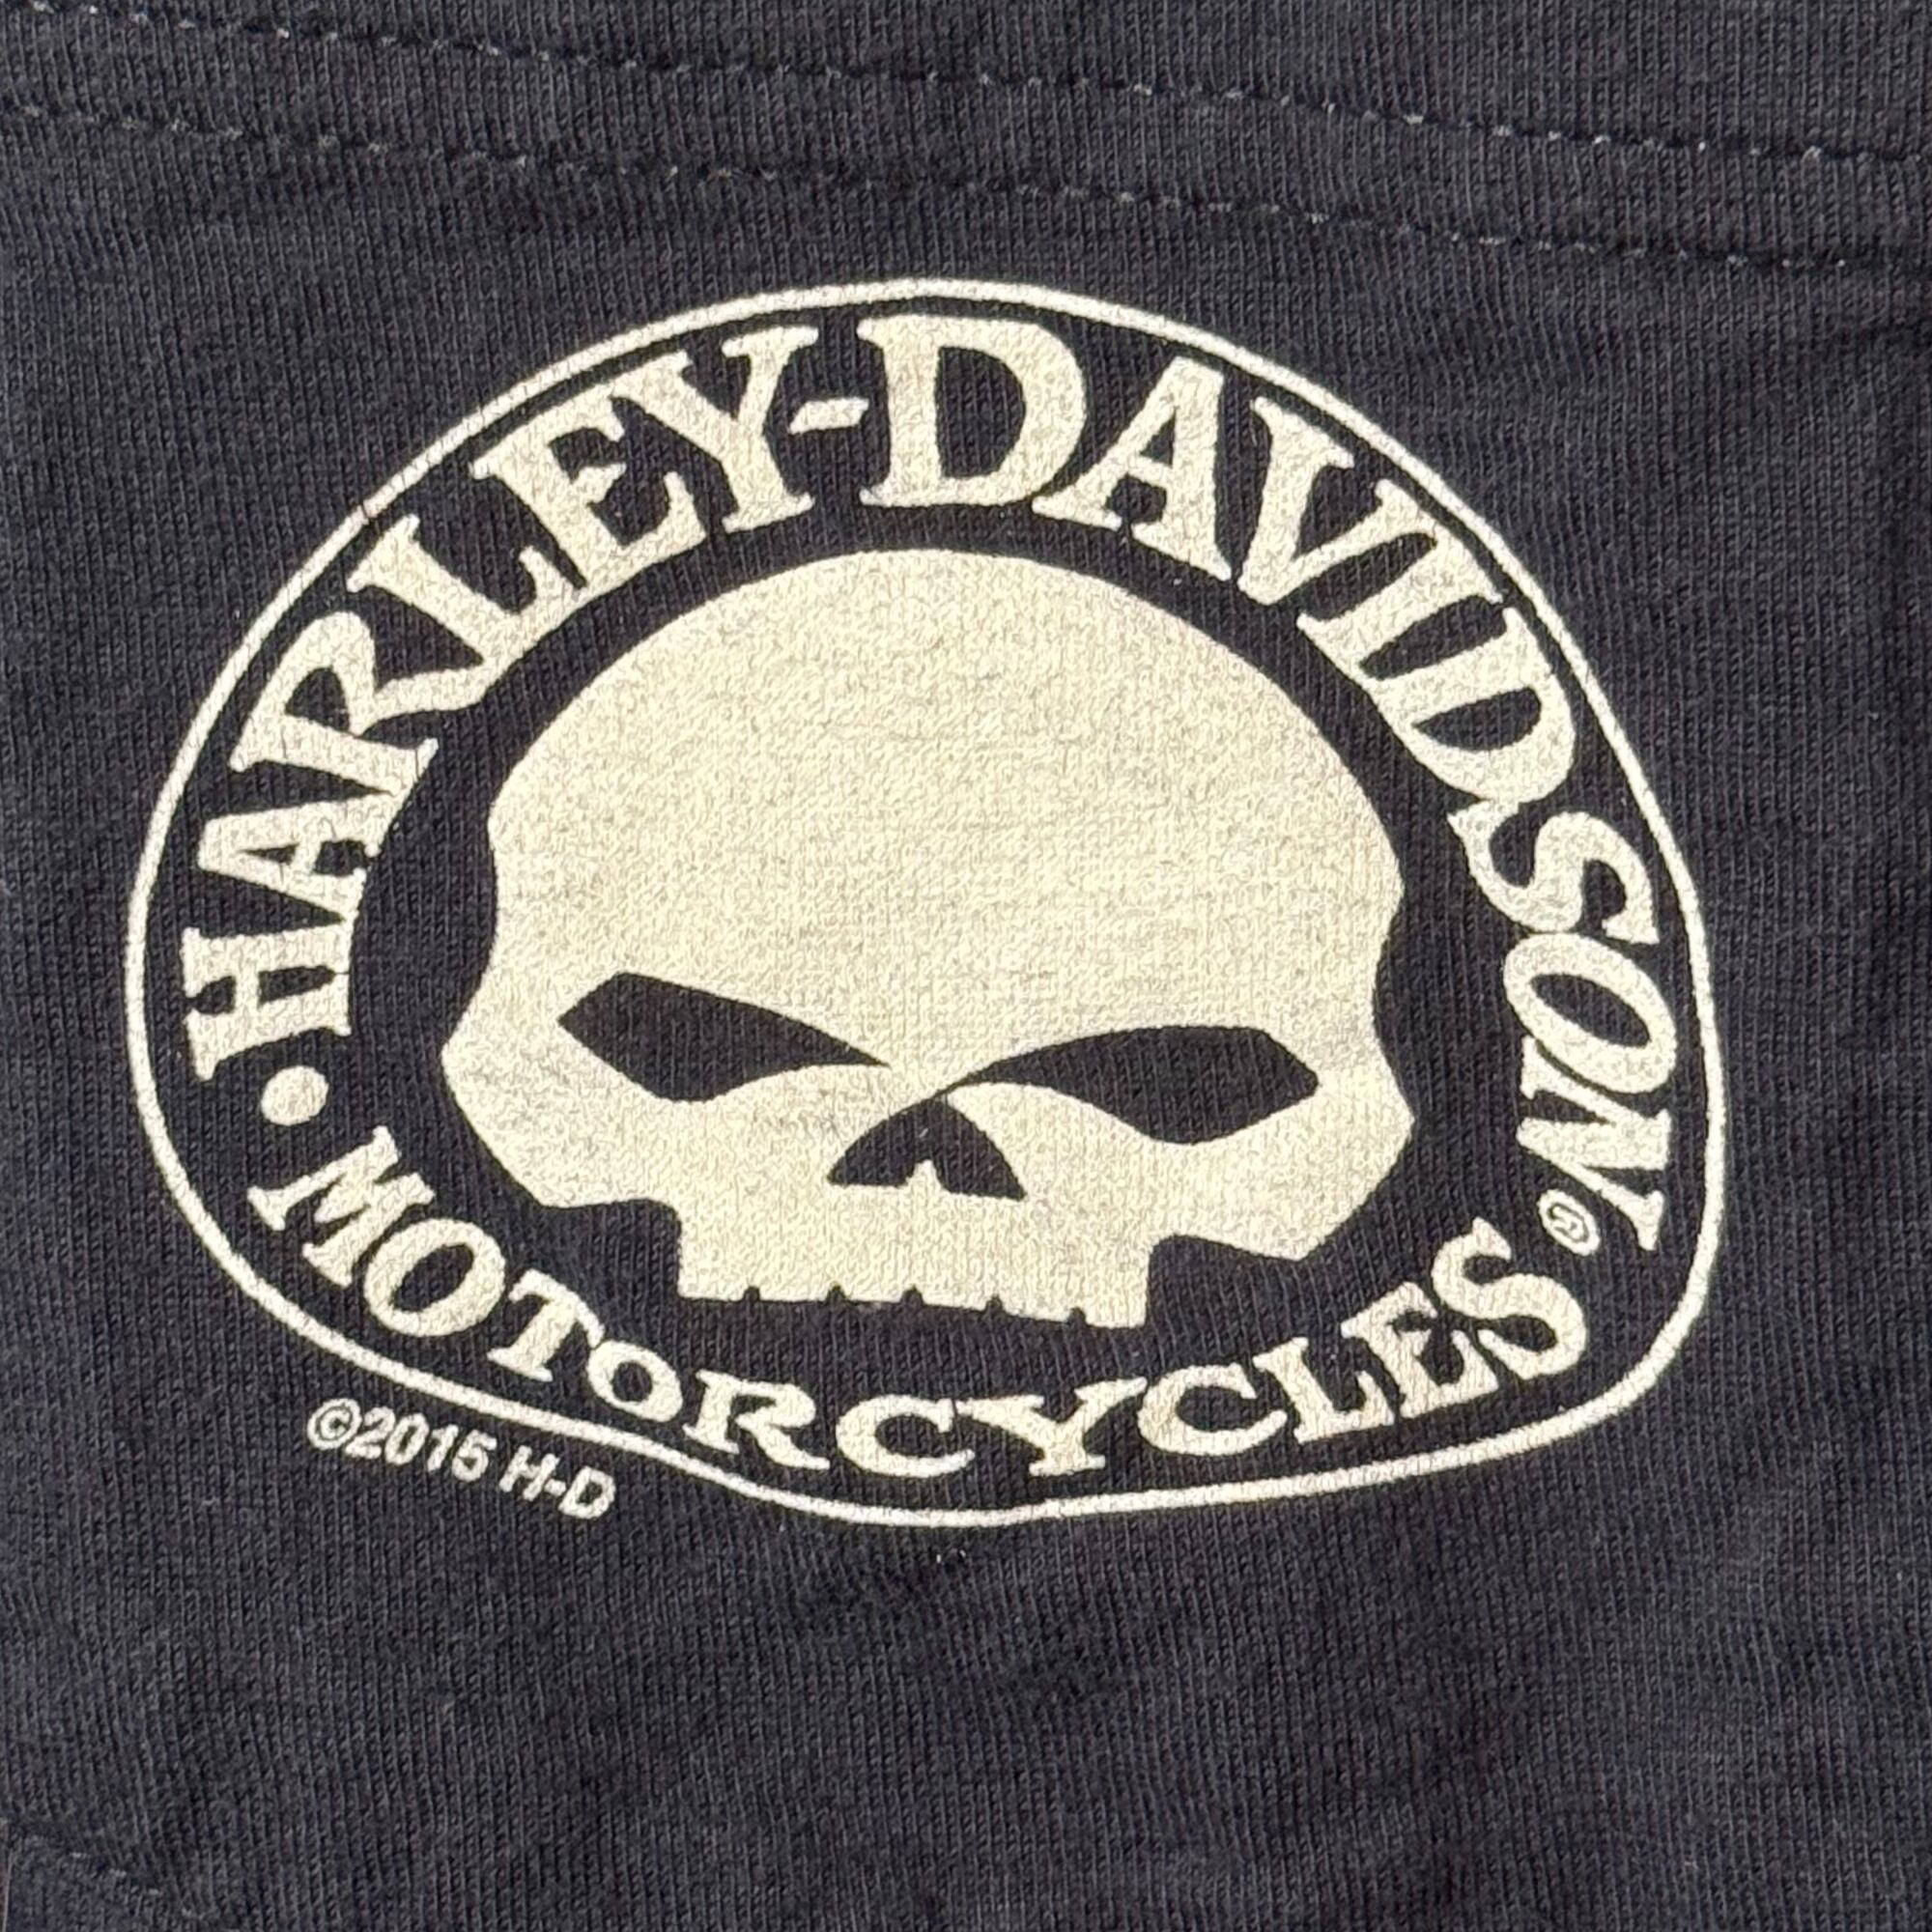 HARLEY-DAVIDSON®
• MOTORCYCLES
©2015 H-D